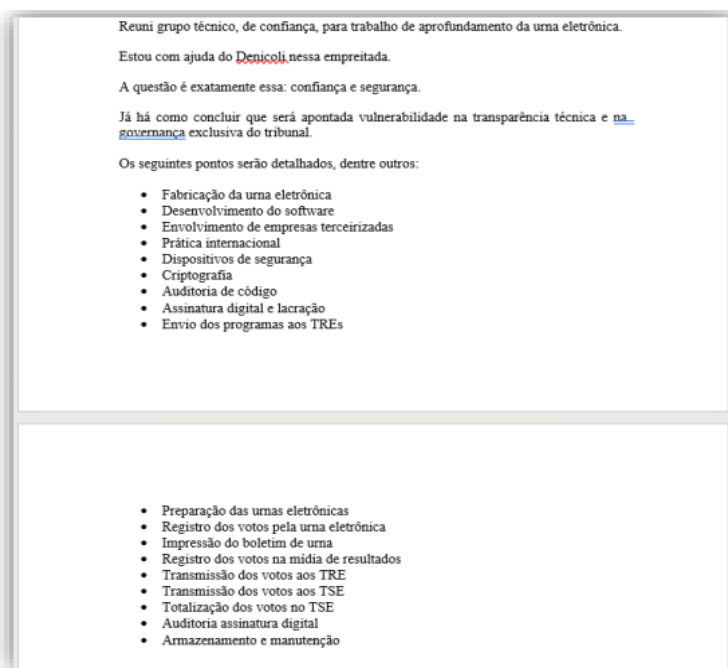 Reuni grupo técnico, de confiança, para trabalho de aprofundamento da urna eletrônica.
Estou com ajuda do Denicoli nessa empreitada.
A questão é exatamente essa: confiança e segurança.
Já há como concluir que será apontada vulnerabilidade na transparência técnica e na
governança exclusiva do tribunal.
Os seguintes pontos serão detalhados, dentre outros:
• Fabricação da urna eletrônica
• Desenvolvimento do software
• Envolvimento de empresas terceirizadas
• Prática internacional
• Dispositivos de segurança
• Criptografia
• Auditoria de código
• Assinatura digital e lacração
• Envio dos programas aos TREs
• Preparação das urnas eletrônicas
• Registro dos votos pela urna eletrônica
• Impressão do boletim de urna
• Registro dos votos na mídia de resultados
• Transmissão dos votos aos TRE
• Transmissão dos votos aos TSE
• Totalização dos votos no TSE
• Auditoria assinatura digital
• Armazenamento e manutenção